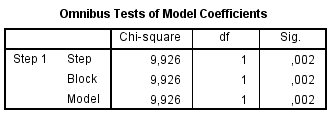 Omnibus Tests of Model Coefficients
Chi-square df Sig.
Step 1 Step 9,926 1 ,002
Block 9,926 1 ,002
Model 9,926 1 ,002